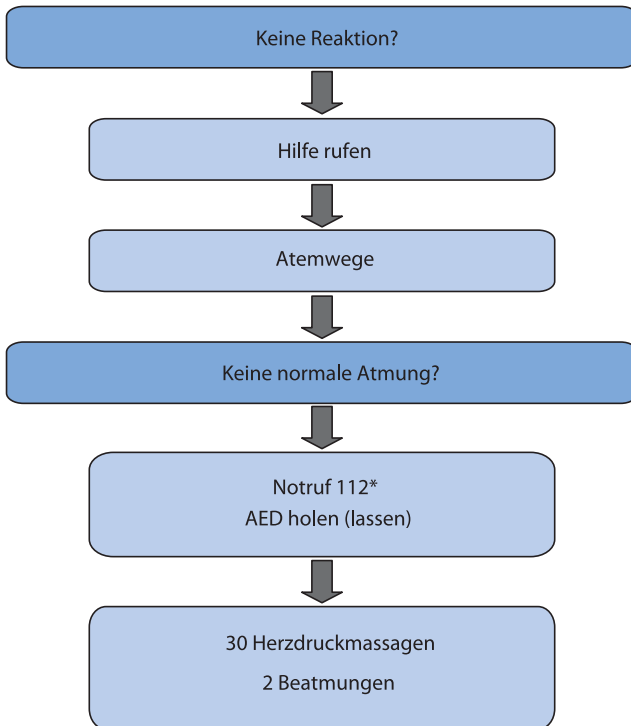 Keine Reaktion?
Hilfe rufen
Atemwege
Keine normale Atmung?
Notruf 112*
AED holen (lassen)
30 Herzdruckmassagen
2 Beatmungen